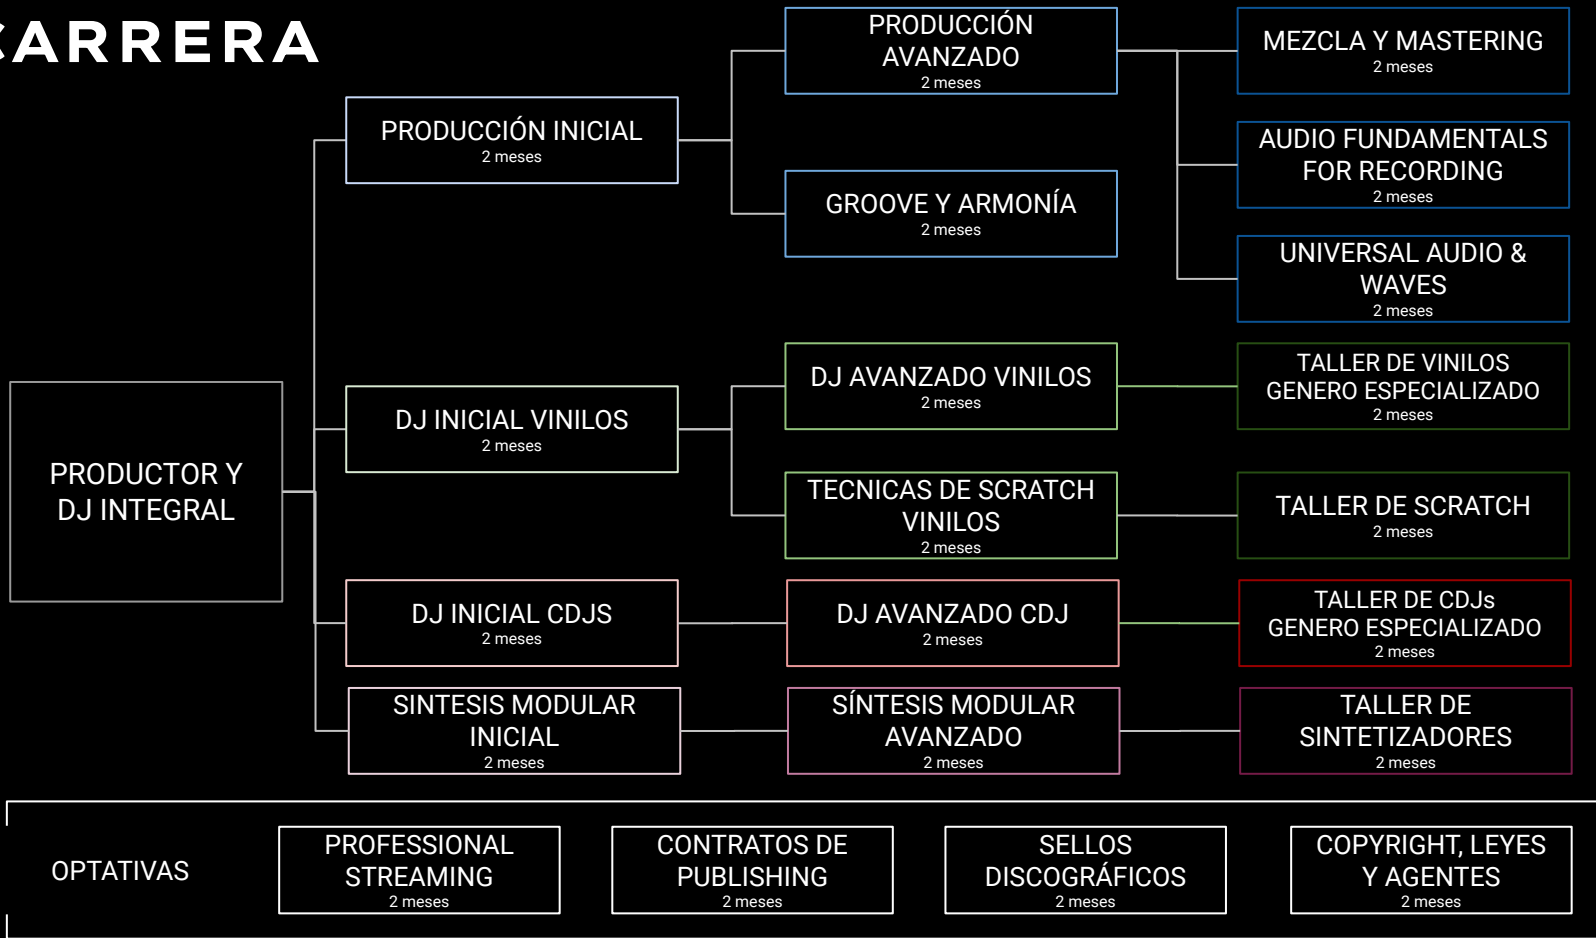 CARRERA
PRODUCCIÓN
AVANZADO
2 meses
MEZCLA Y MASTERING
2 meses
PRODUCCIÓN INICIAL
2 meses
AUDIO FUNDAMENTALS
FOR RECORDING
2 meses
GROOVE Y ARMONÍA
2 meses
UNIVERSAL AUDIO &
WAVES
2 meses
PRODUCTOR Y
DJ INTEGRAL
DJ INICIAL VINILOS
2 meses
DJ AVANZADO VINILOS
2 meses
TALLER DE VINILOS
GENERO ESPECIALIZADO
2 meses
TECNICAS DE SCRATCH
VINILOS
2 meses
TALLER DE SCRATCH
2 meses
DJ INICIAL CDJS
2 meses
DJ AVANZADO CDJ
2 meses
TALLER DE CDJs
GENERO ESPECIALIZADO
2 meses
SINTESIS MODULAR
INICIAL
2 meses
SÍNTESIS MODULAR
AVANZADO
2 meses
TALLER DE
SINTETIZADORES
2 meses
OPTATIVAS
PROFESSIONAL
STREAMING
2 meses
CONTRATOS DE
PUBLISHING
2 meses
SELLOS
DISCOGRÁFICOS
2 meses
COPYRIGHT, LEYES
Y AGENTES
2 meses